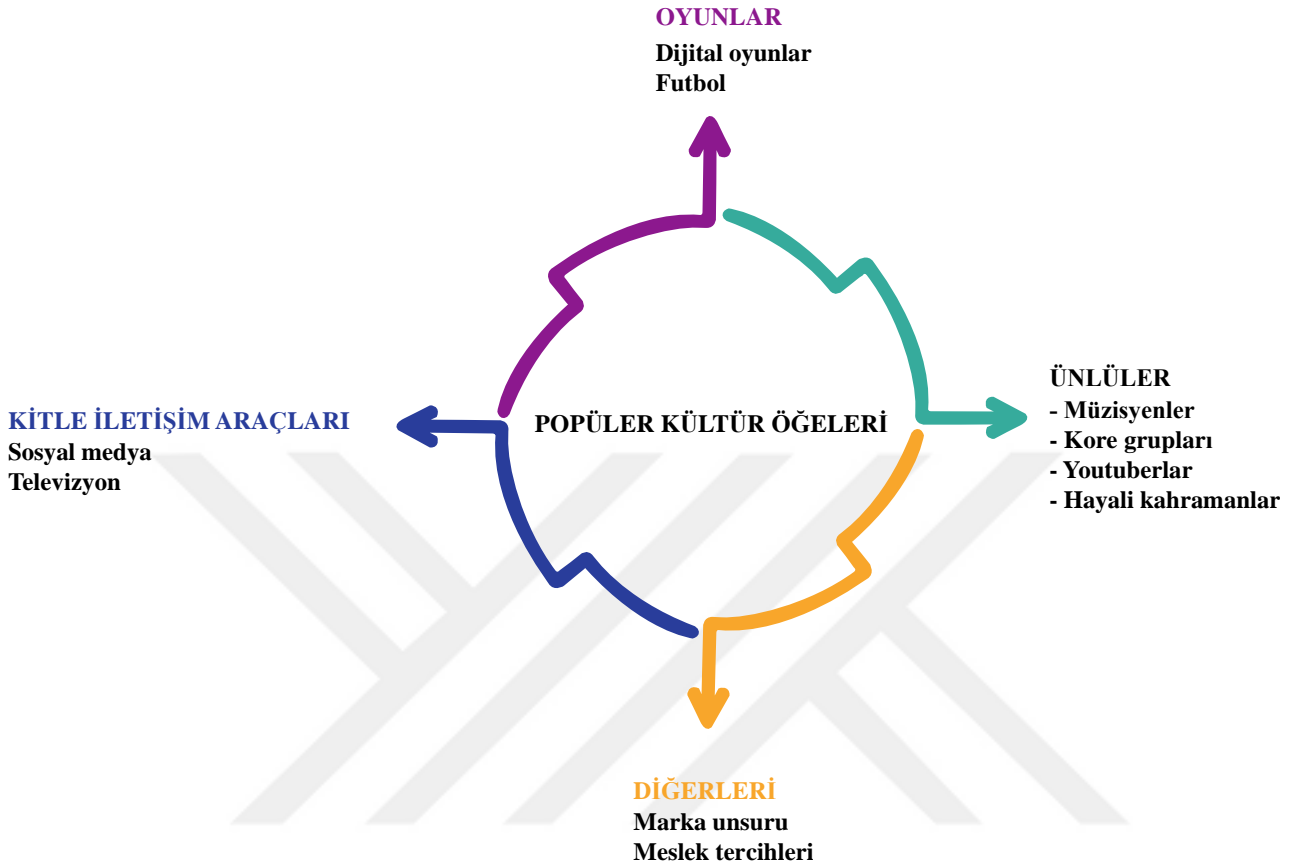 OYUNLAR
Dijital oyunlar
Futbol
KİTLE İLETİŞİM ARAÇLARI
Sosyal medya
Televizyon
POPÜLER KÜLTÜR ÖĞELERİ
ÜNLÜLER
- Müzisyenler
- Kore grupları
- Youtuberlar
- Hayali kahramanlar
DİĞERLERİ
Marka unsuru
Meslek tercihleri